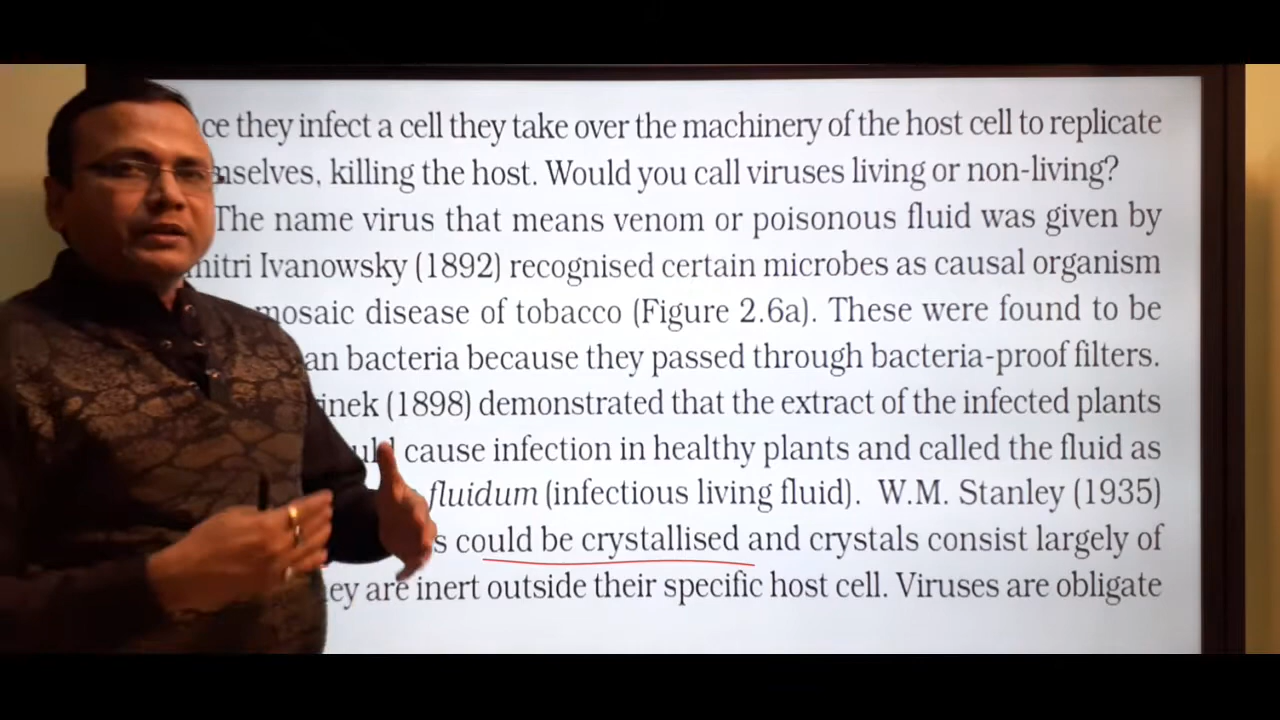 ce they infect a cell they take over the machinery of the host cell to replicate
mselves, killing the host. Would you call viruses living or non-living?
The name virus that means venom or poisonous fluid was given by
mitri Ivanowsky (1892) recognised certain microbes as causal organism
mosaic disease of tobacco (Figure 2.6a). These were found to be
an bacteria because they passed through bacteria-proof filters.
inek (1898) demonstrated that the extract of the infected plants
cause infection in healthy plants and called the fluid as
fluidum (infectious living fluid). W.M. Stanley (1935)
s could be crystallised and crystals consist largely of
ey are inert outside their specific host cell. Viruses are obligate